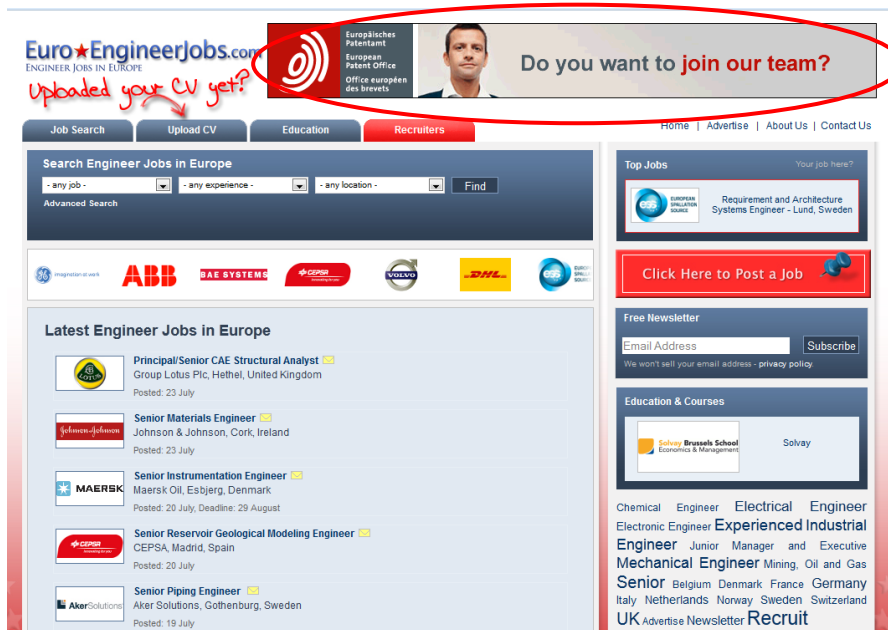 Euro★EngineerJobs.com
ENGINEER JOBS IN EUROPE
Uploaded your CV yet?
Europäisches
Patentamt
European
Patent Office
Office européen
des brevets
Do you want to join our team?
Job Search
Upload CV
Education
Recruiters
Home | Advertise | About Us | Contact Us
Search Engineer Jobs in Europe
- any job -
- any experience -
- any location -
Find
Advanced Search
imagination at work
ABB
BAE SYSTEMS
CEPSA
VOLVO
DHL
ess
Latest Engineer Jobs in Europe
LOTUS
Principal/Senior CAE Structural Analyst
Group Lotus Plc, Hethel, United Kingdom
Posted: 23 July
Johnson & Johnson
Senior Materials Engineer
Johnson & Johnson, Cork, Ireland
Posted: 23 July
MAERSK
Senior Instrumentation Engineer
Maersk Oil, Esbjerg, Denmark
Posted: 20 July, Deadline: 29 August
CEPSA
Senior Reservoir Geological Modeling Engineer
CEPSA, Madrid, Spain
Posted: 20 July
AkerSolutions
Senior Piping Engineer
Aker Solutions, Gothenburg, Sweden
Posted: 19 July
Top Jobs
Your job here?
ess
EUROPEAN
SPALLATION
SOURCE
Requirement and Architecture
Systems Engineer - Lund, Sweden
Click Here to Post a Job
Free Newsletter
Email Address
Subscribe
We won't sell your email address - privacy policy.
Education & Courses
Solvay Brussels School
Economics & Management
Solvay
Chemical Engineer Electrical Engineer
Electronic Engineer Experienced Industrial
Engineer Junior Manager and Executive
Mechanical Engineer Mining, Oil and Gas
Senior Belgium Denmark France Germany
Italy Netherlands Norway Sweden Switzerland
UK Advertise Newsletter Recruit